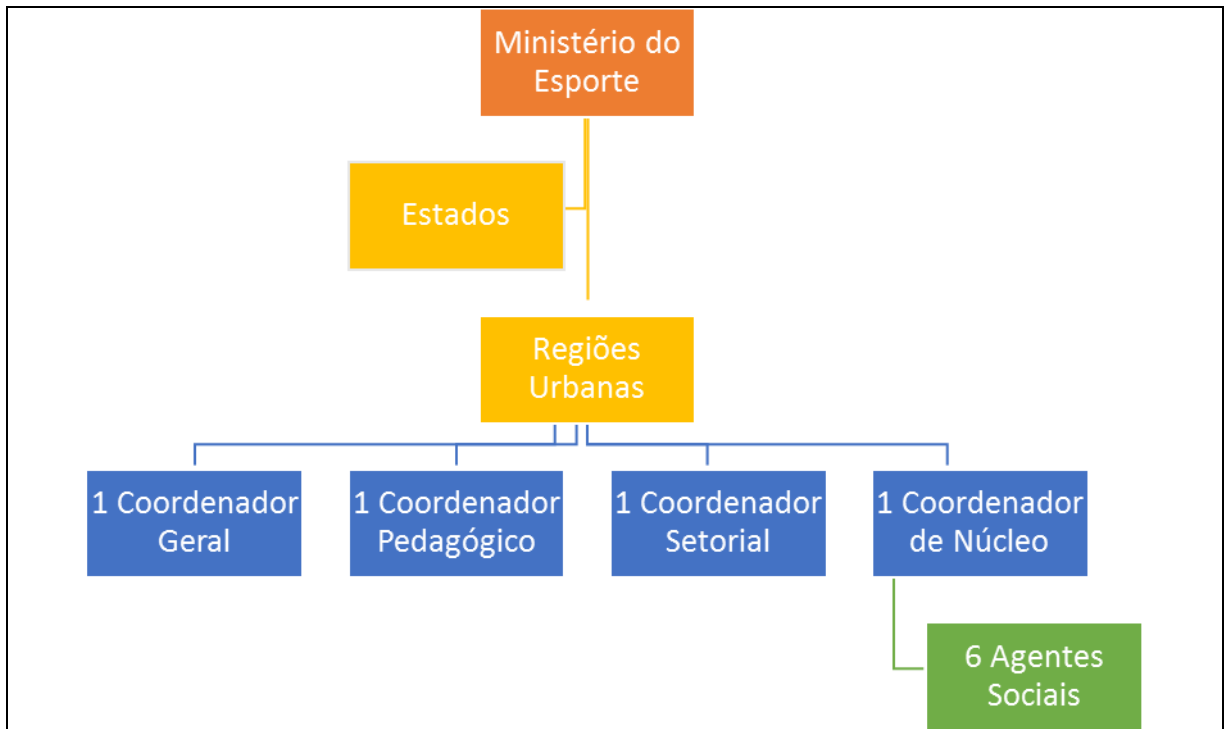 Ministério do
Esporte
Estados
Regiões
Urbanas
1 Coordenador
Geral
1 Coordenador
Pedagógico
1 Coordenador
Setorial
1 Coordenador
de Núcleo
6 Agentes
Sociais